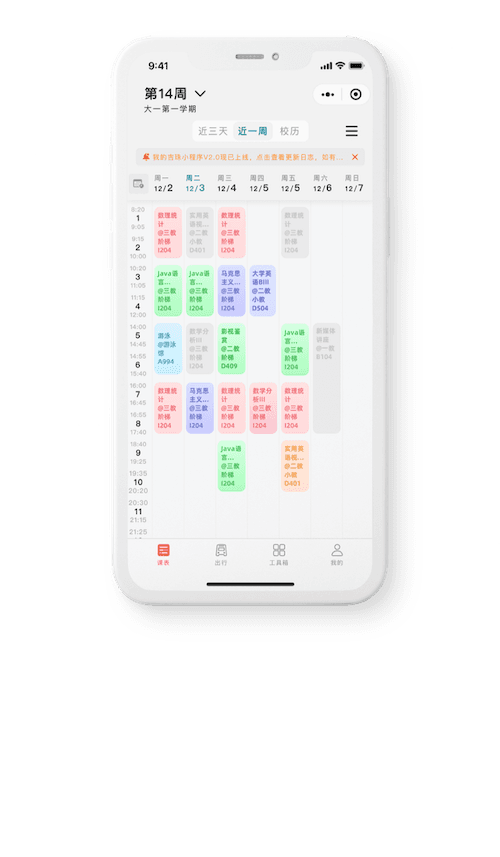 9:41
第14周
大一第一学期
近三天 近一周 校历
我的吉珠小程序V2.0版已上线，点击查看更新日志。如有...
周一 周二 周三 周四 周五 周六 周日
12/2 12/3 12/4 12/5 12/5 12/6 12/7
8:20
1
9:05
9:15
2
10:00
数理统
计
@三教
阶梯
I204
实用英
语视...
@二教
小教
D401
数理统
计
@三教
阶梯
I204
数理统
计
@三教
阶梯
I204
10:20
3
11:05
11:15
4
12:00
Java语
言...
@三教
阶梯
I204
Java语
言...
@三教
阶梯
I204
马克思
主义...
@三教
阶梯
I204
大学英
语BIII
@二教
小教
D504
14:00
5
14:45
14:55
6
15:40
游泳
@游泳
馆
A994
数学分
析III
@三教
阶梯
I204
影视鉴
赏
@二教
阶梯
D409
Java语
言...
@三教
阶梯
I204
@一教
B104
16:00
7
16:45
16:55
8
17:40
数理统
计
@三教
阶梯
I204
马克思
主义...
@三教
阶梯
I204
数理统
计
@三教
阶梯
I204
数学分
析III
@三教
阶梯
I204
数理统
计
@三教
阶梯
I204
18:40
9
19:25
19:35
10
20:20
Java语
言...
@三教
阶梯
I204
实用英
语视...
@二教
小教
D401
20:30
11
21:15
21:25
课表 出行 工具箱 我的